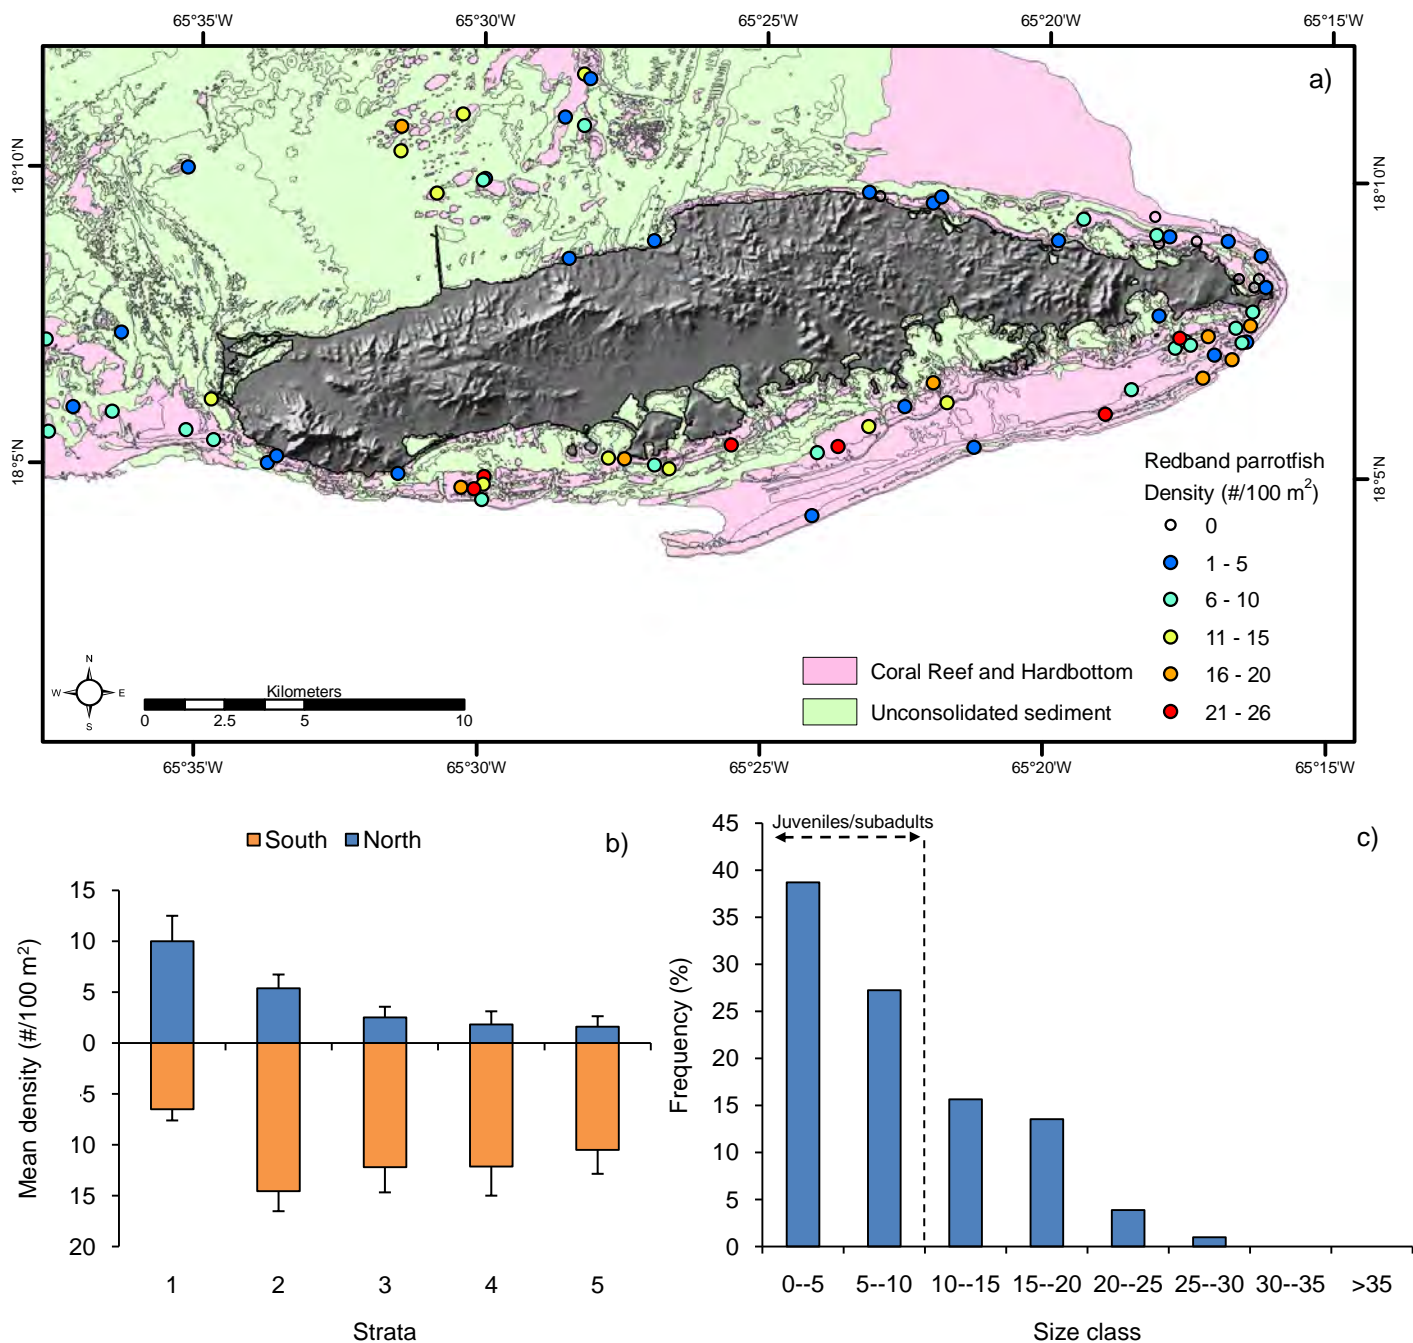 65°35'W 65°30'W 65°25'W 65°20'W 65°15'W
a)
18°10'N 18°10'N
18°5'N 18°5'N
Redband parrotfish
Density (#/100 m²)
0
1 - 5
6 - 10
11 - 15
16 - 20
21 - 26
Coral Reef and Hardbottom
Unconsolidated sediment
N
W E
S
Kilometers
0 2.5 5 10
65°35'W 65°30'W 65°25'W 65°20'W 65°15'W
South North
b)
Mean density (#/100 m²)
15
10
5
0
5
10
15
20
1 2 3 4 5
Strata
c)
Juveniles/subadults
Frequency (%)
45
40
35
30
25
20
15
10
5
0
0--5 5--10 10--15 15--20 20--25 25--30 30--35 >35
Size class